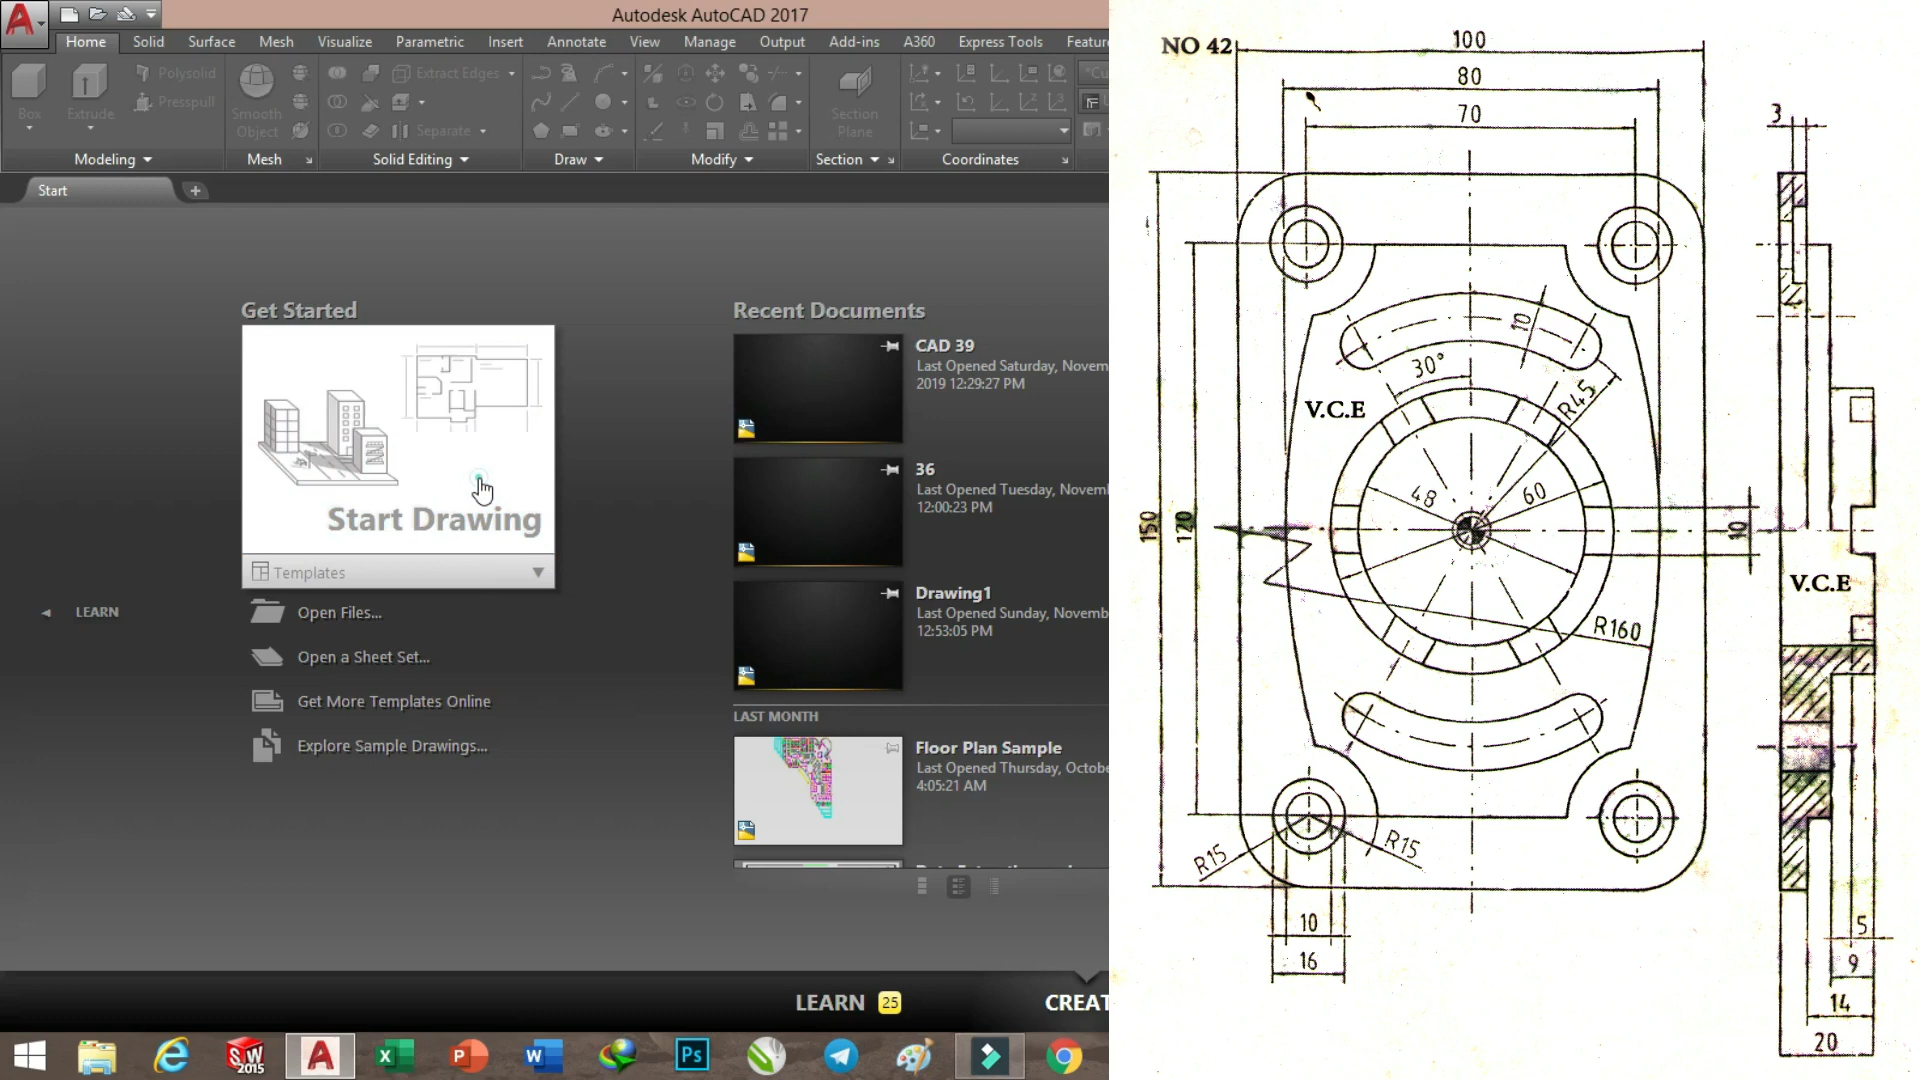 Autodesk AutoCAD 2017
Home Solid Surface Mesh Visualize Parametric Insert Annotate View Manage Output Add-ins A360 Express Tools Featur
Polysolid
Presspull
Box
Extrude
Smooth Object
Extract Edges
Separate
Section Plane
Modeling Mesh Solid Editing Draw Modify Section Coordinates
Start
Get Started
Start Drawing
Templates
Open Files...
Open a Sheet Set...
Get More Templates Online
Explore Sample Drawings...
LEARN
Recent Documents
CAD 39
Last Opened Saturday, Novem
2019 12:29:27 PM
36
Last Opened Tuesday, Novem
12:00:23 PM
Drawing1
Last Opened Sunday, Novemb
12:53:05 PM
LAST MONTH
Floor Plan Sample
Last Opened Thursday, Octobe
4:05:21 AM
LEARN 25
CREAT
SW 2015
Ps
NO 42
100
80
70
3
10
30°
R45
V.C.E
48
60
150
120
10
V.C.E
R160
R15
R15
10
16
5
9
14
20